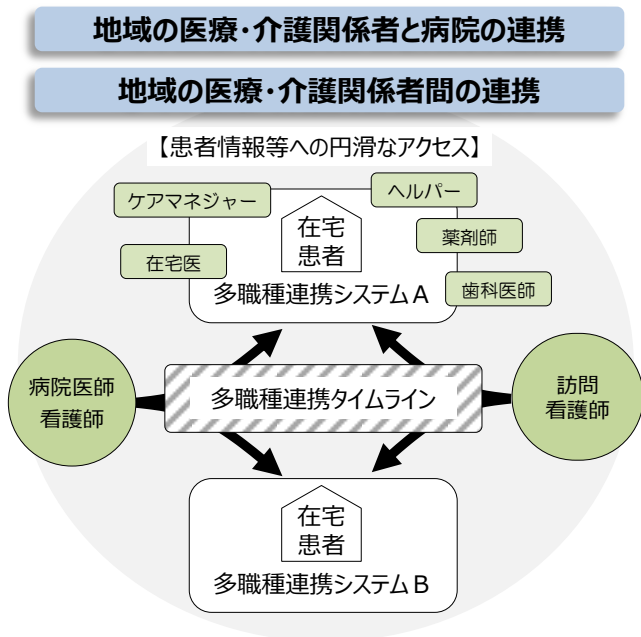 地域の医療・介護関係者と病院の連携
地域の医療・介護関係者間の連携
【患者情報等への円滑なアクセス】
ケアマネジャー
ヘルパー
在宅
患者
薬剤師
在宅医
多職種連携システムA
歯科医師
病院医師
看護師
多職種連携タイムライン
訪問
看護師
在宅
患者
多職種連携システムB